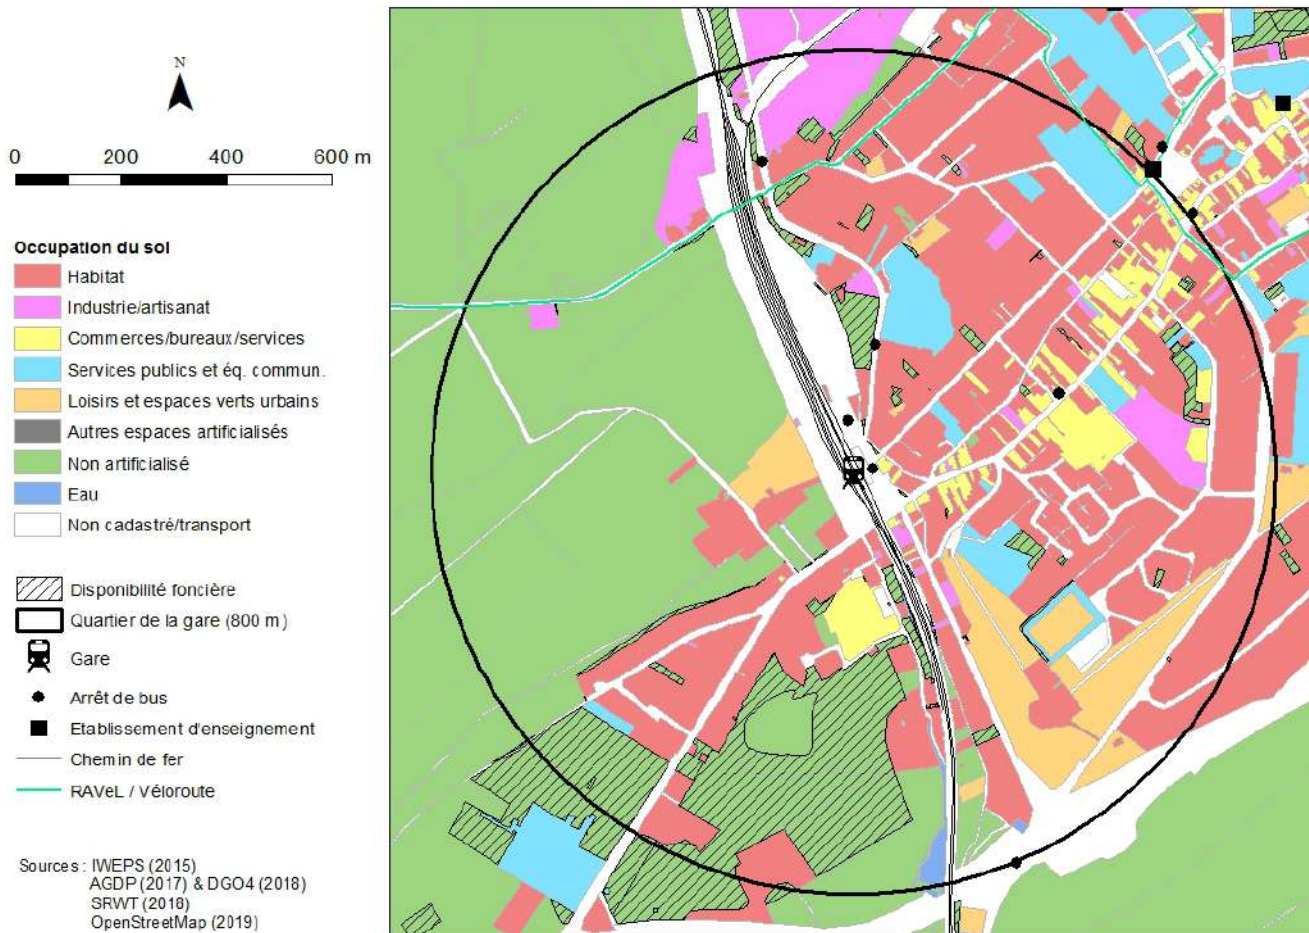 N
0 200 400 600 m
Occupation du sol
Habitat
Industrie/artisanat
Commerces/bureaux/services
Services publics et éq. commun.
Loisirs et espaces verts urbains
Autres espaces artificialisés
Non artificialisé
Eau
Non cadastré/transport
Disponibilité foncière
Quartier de la gare (800 m)
Gare
Arrêt de bus
Etablissement d'enseignement
Chemin de fer
RAVeL / Véloroute
Sources : IWEPS (2015)
AGDP (2017) & DGO4 (2018)
SRWT (2018)
OpenStreetMap (2019)